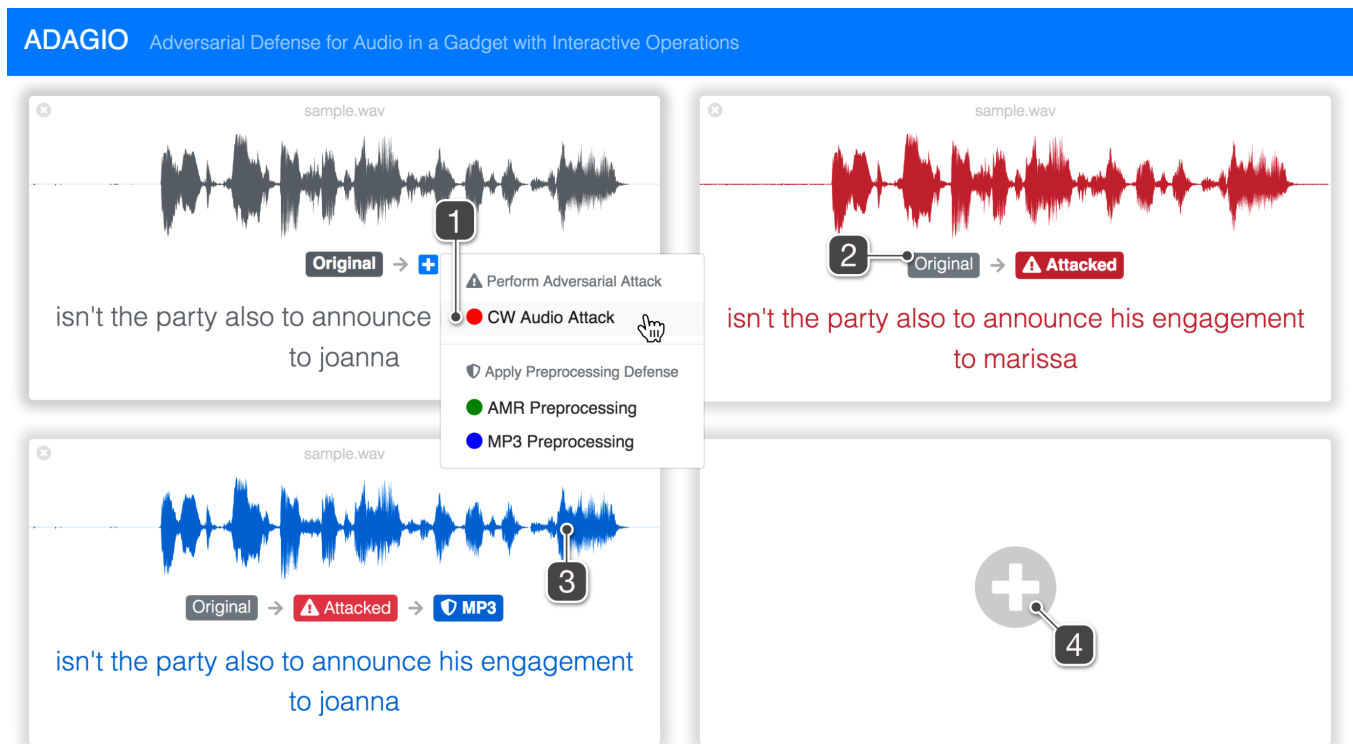 ADAGIO Adversarial Defense for Audio in a Gadget with Interactive Operations
sample.wav
1
Original → +
isn't the party also to announce
to joanna
Perform Adversarial Attack
CW Audio Attack
Apply Preprocessing Defense
AMR Preprocessing
MP3 Preprocessing
sample.wav
2
Original → Attacked
isn't the party also to announce his engagement
to marissa
sample.wav
3
Original → Attacked → MP3
isn't the party also to announce his engagement
to joanna
4